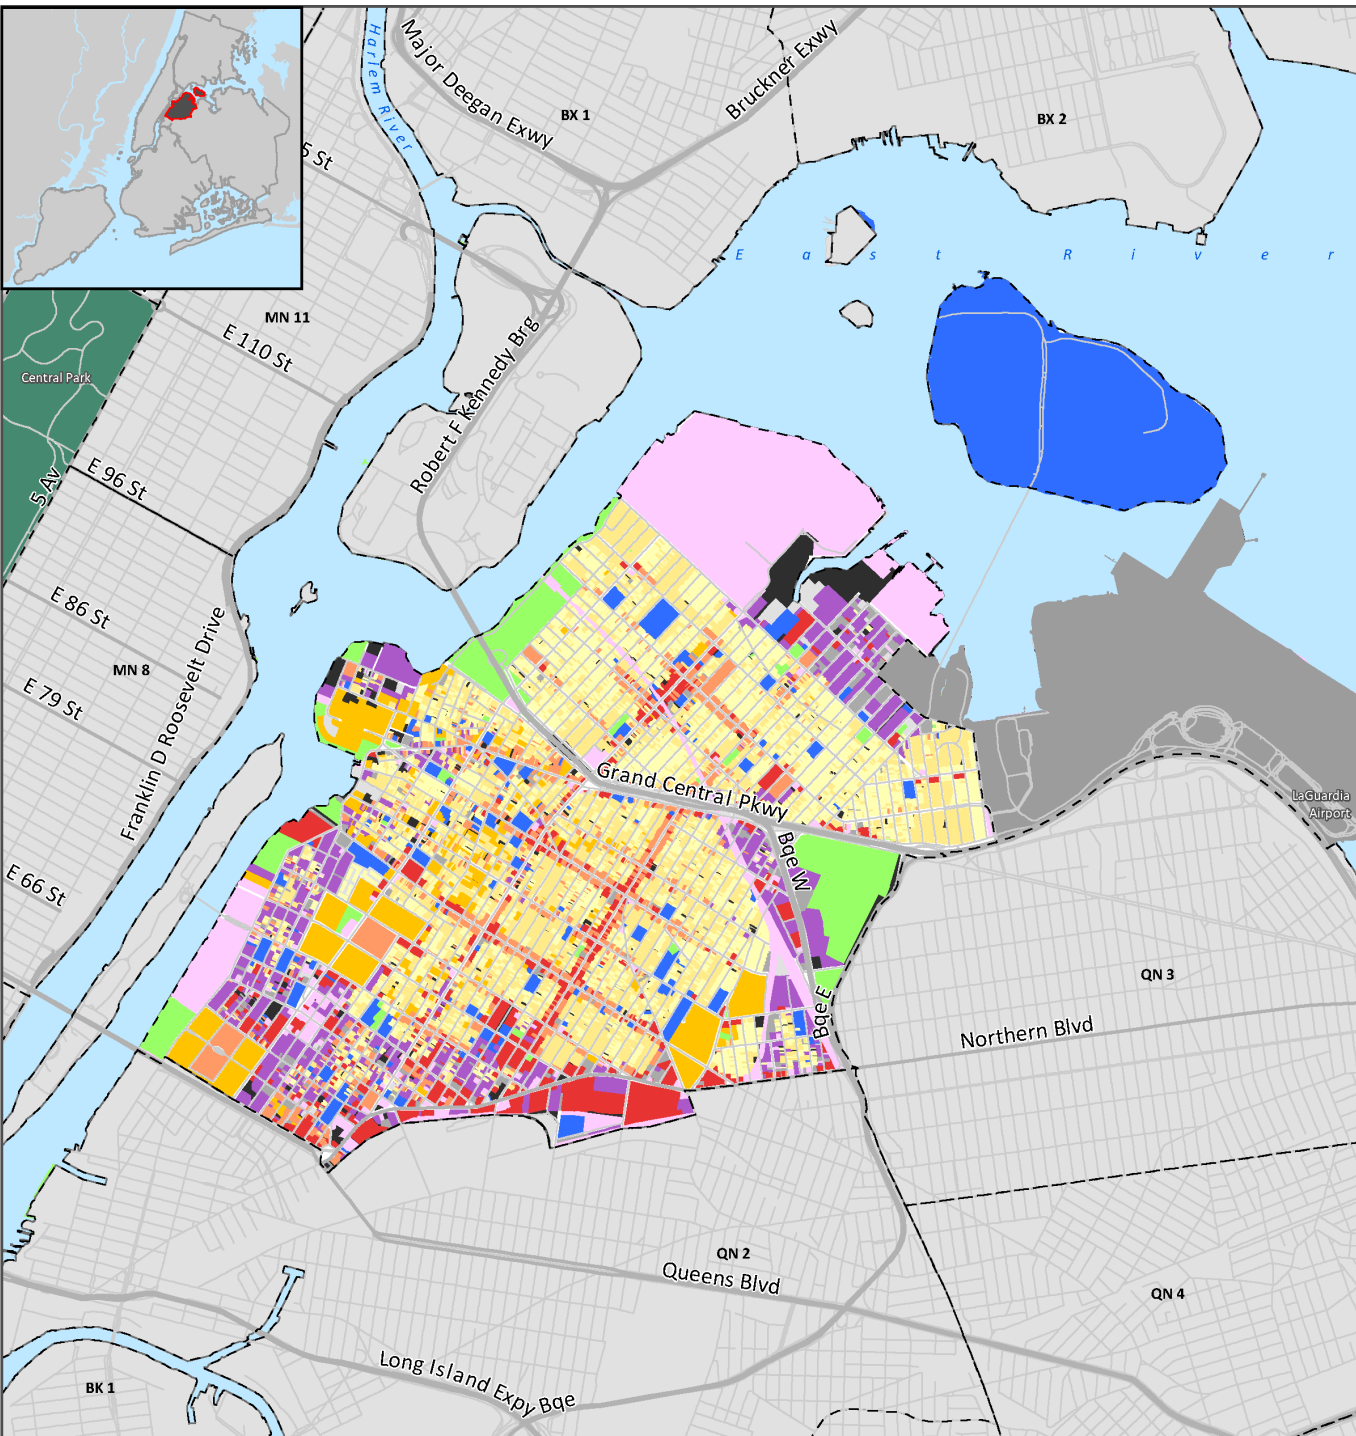 Harlem River
Major Deegan Exwy
Bruckner Exwy
BX 1
BX 2
5 St
East River
MN 11
E 110 St
Central Park
Robert F Kennedy Brg
5 Av
E 96 St
E 86 St
MN 8
E 79 St
Franklin D Roosevelt Drive
Grand Central Pkwy
LaGuardia
Airport
Bqe W
E 66 St
QN 3
Bqe E
Northern Blvd
QN 2
Queens Blvd
QN 4
Long Island Expy Bqe
BK 1